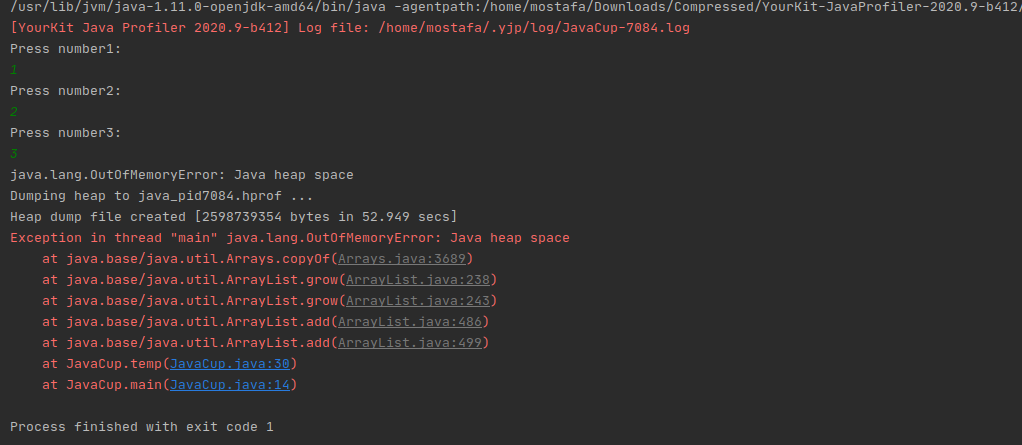 /usr/lib/jvm/java-1.11.0-openjdk-amd64/bin/java -agentpath:/home/mostafa/Downloads/Compressed/YourKit-JavaProfiler-2020.9-b412/
[YourKit Java Profiler 2020.9-b412] Log file: /home/mostafa/.yjp/log/JavaCup-7084.log
Press number1:
1
Press number2:
2
Press number3:
3
java.lang.OutOfMemoryError: Java heap space
Dumping heap to java_pid7084.hprof ...
Heap dump file created [2598739354 bytes in 52.949 secs]
Exception in thread "main" java.lang.OutOfMemoryError: Java heap space
    at java.base/java.util.Arrays.copyOf(Arrays.java:3689)
    at java.base/java.util.ArrayList.grow(ArrayList.java:238)
    at java.base/java.util.ArrayList.grow(ArrayList.java:243)
    at java.base/java.util.ArrayList.add(ArrayList.java:486)
    at java.base/java.util.ArrayList.add(ArrayList.java:499)
    at JavaCup.temp(JavaCup.java:30)
    at JavaCup.main(JavaCup.java:14)
Process finished with exit code 1